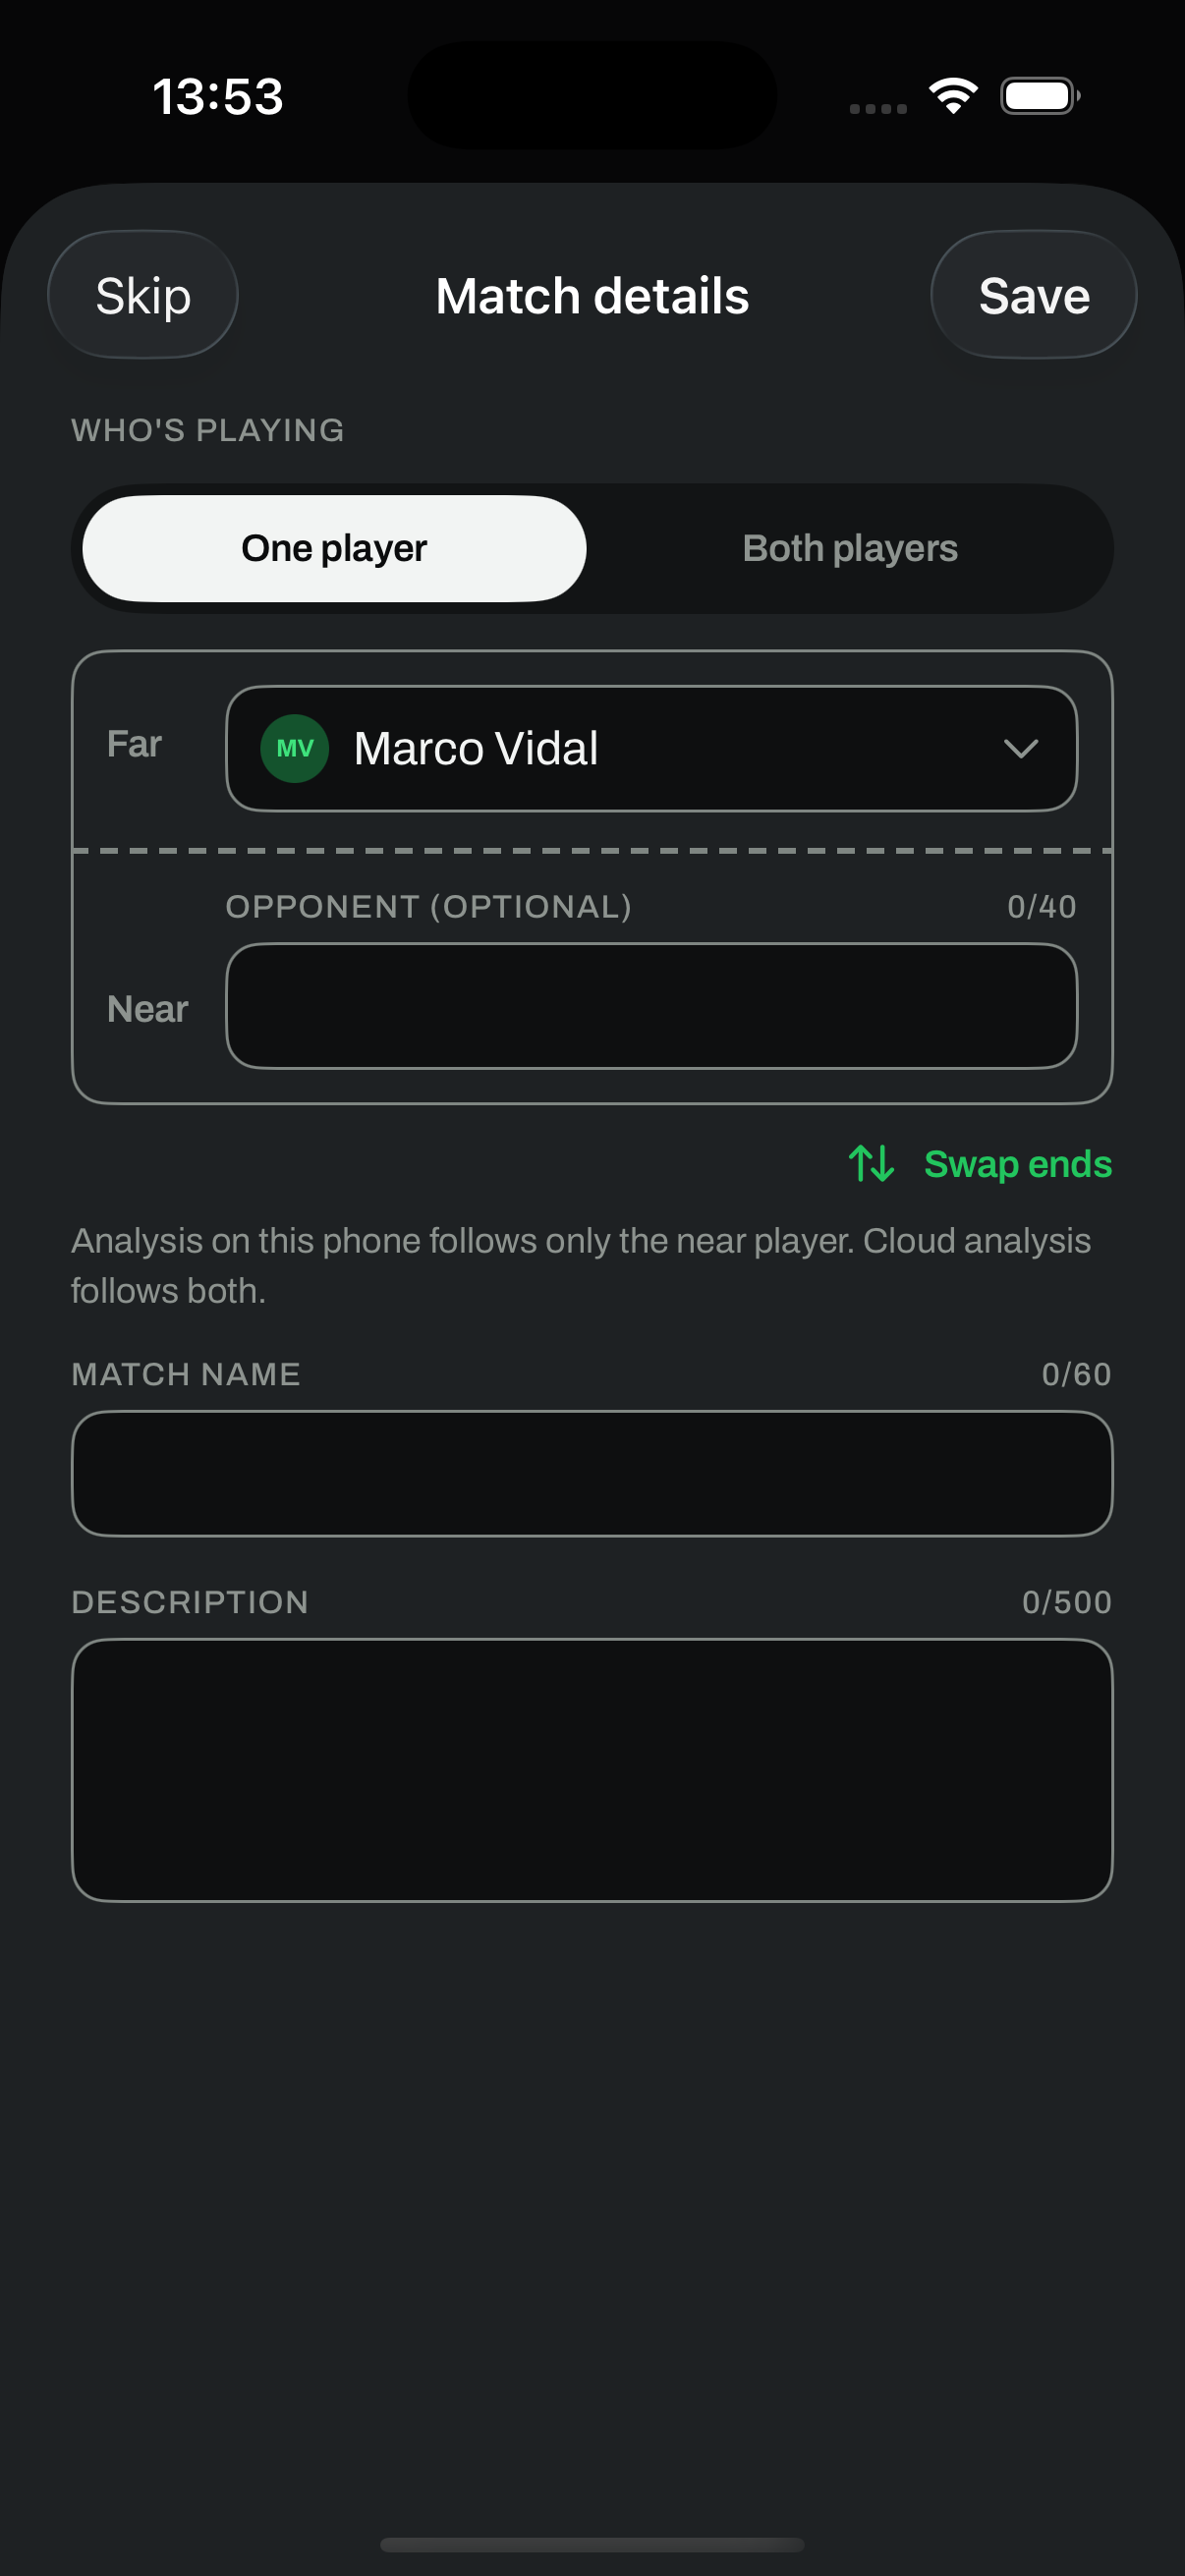 13:53
Skip
Match details
Save
WHO'S PLAYING
One player
Both players
Far
MV
Marco Vidal
OPPONENT (OPTIONAL)
0/40
Near
Swap ends
Analysis on this phone follows only the near player. Cloud analysis
follows both.
MATCH NAME
0/60
DESCRIPTION
0/500